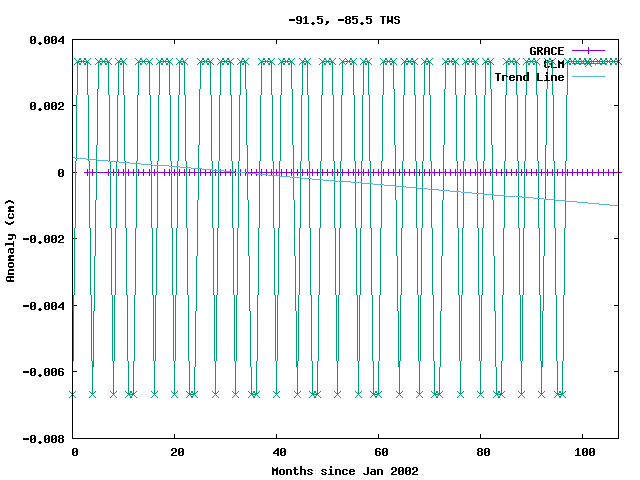 -91.5, -85.5 TWS
GRACE
CLM
Trend Line
0.004
0.002
0
-0.002
-0.004
-0.006
-0.008
Anomaly (cm)
0 20 40 60 80 100
Months since Jan 2002